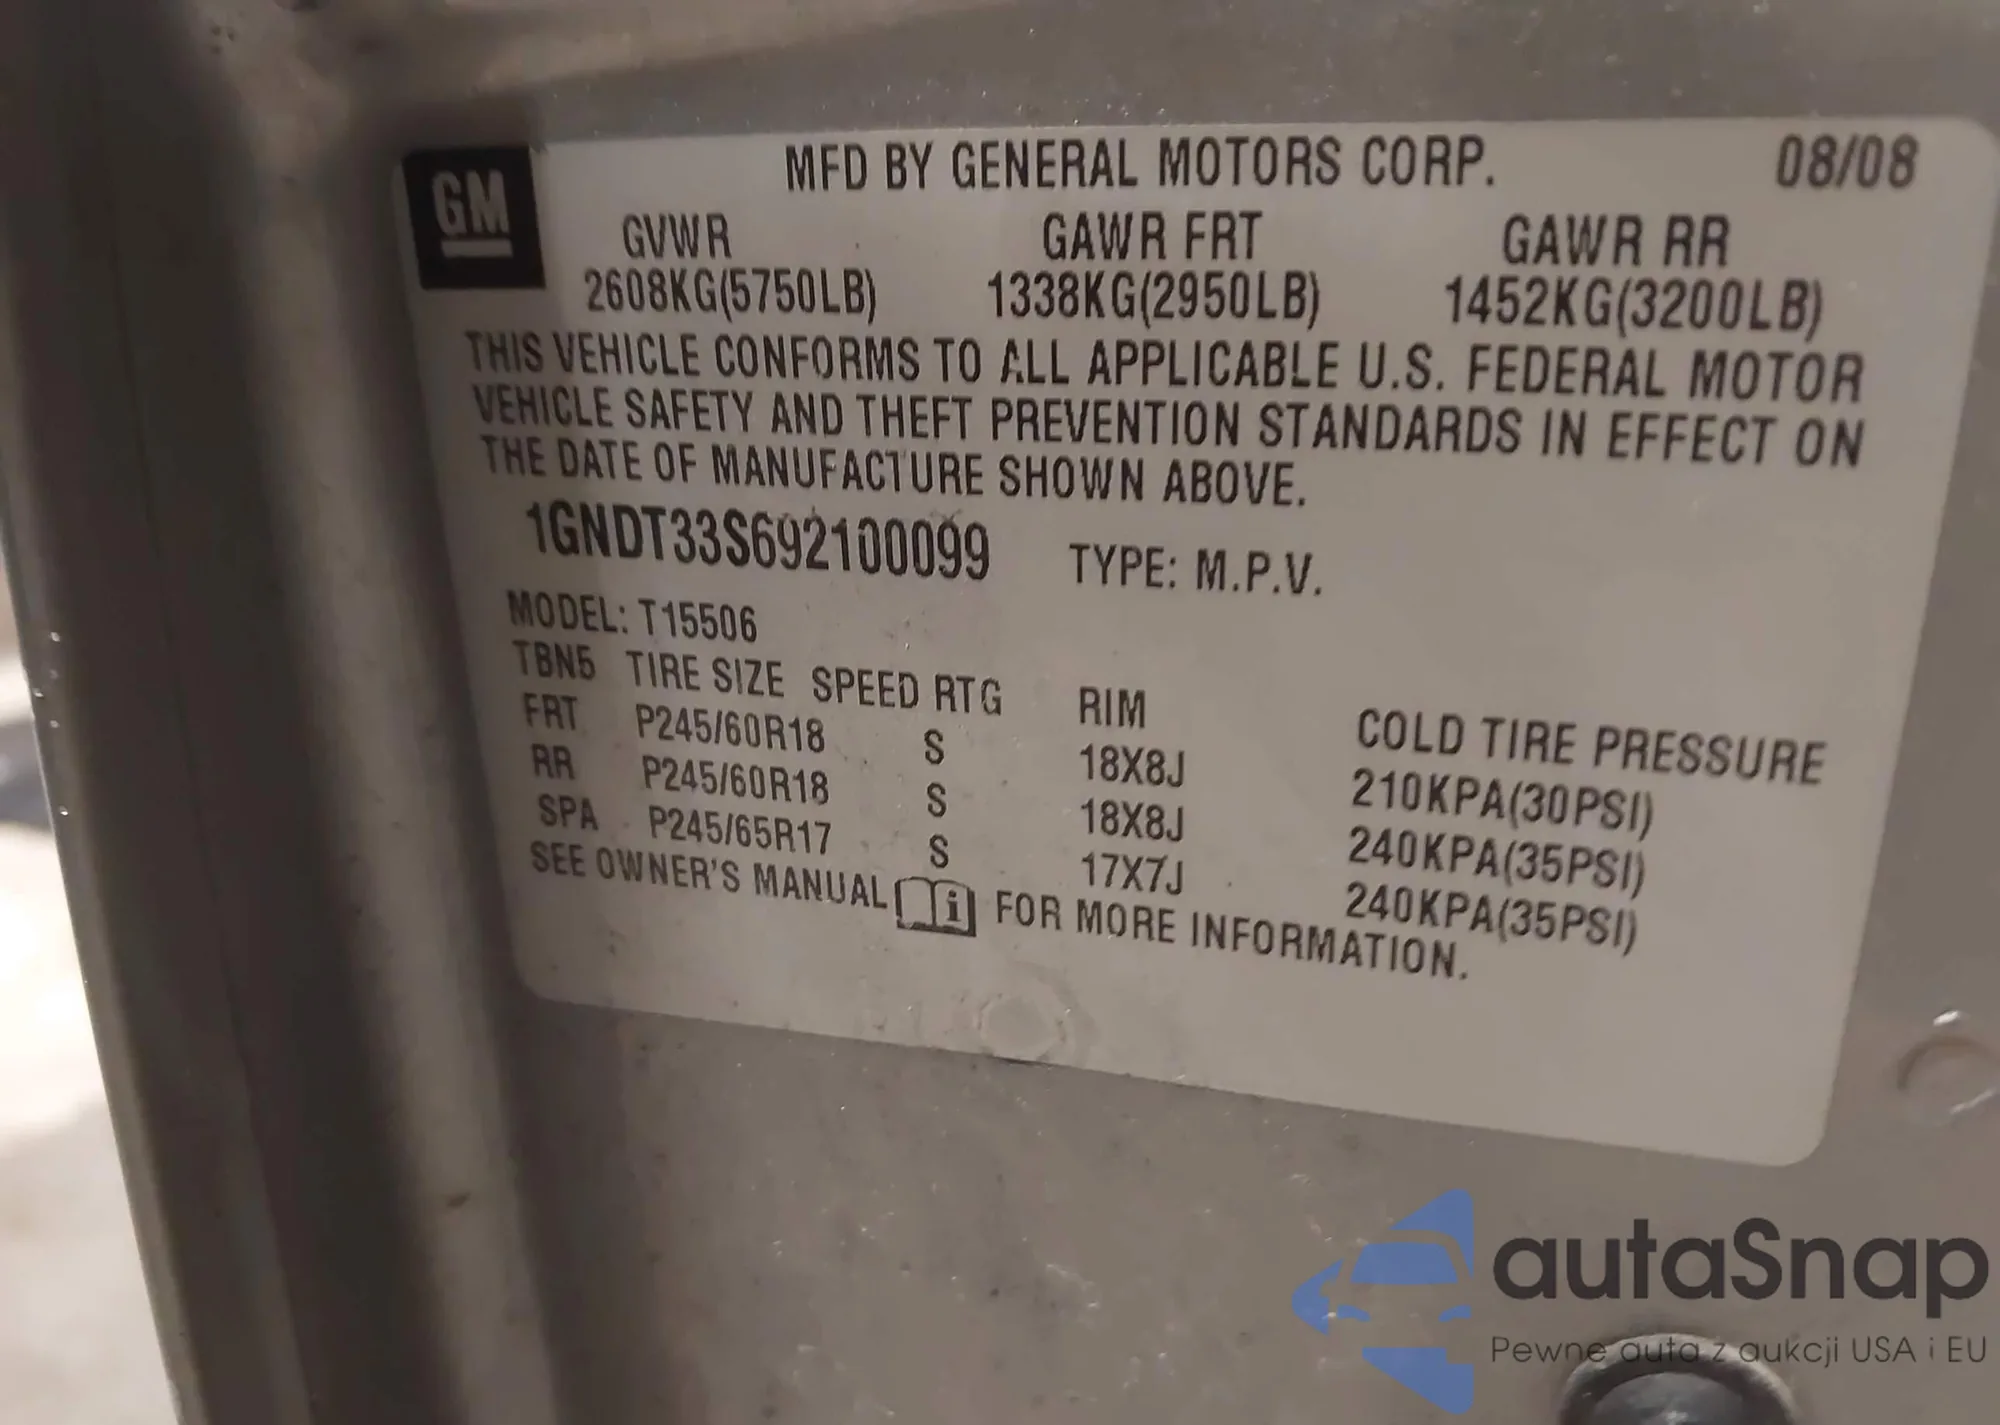 GM
MFD BY GENERAL MOTORS CORP. 08/08
GVWR GAWR FRT GAWR RR
2608KG(5750LB) 1338KG(2950LB) 1452KG(3200LB)
THIS VEHICLE CONFORMS TO ALL APPLICABLE U.S. FEDERAL MOTOR
VEHICLE SAFETY AND THEFT PREVENTION STANDARDS IN EFFECT ON
THE DATE OF MANUFACTURE SHOWN ABOVE.
1GNDT33S692100099 TYPE: M.P.V.
MODEL: T15506
TBN5 TIRE SIZE SPEED RTG RIM COLD TIRE PRESSURE
FRT P245/60R18 S 18X8J 210KPA(30PSI)
RR P245/60R18 S 18X8J 240KPA(35PSI)
SPA P245/65R17 S 17X7J 240KPA(35PSI)
SEE OWNER'S MANUAL i FOR MORE INFORMATION.
autaSnap
Pewne auta z aukcji USA i EU